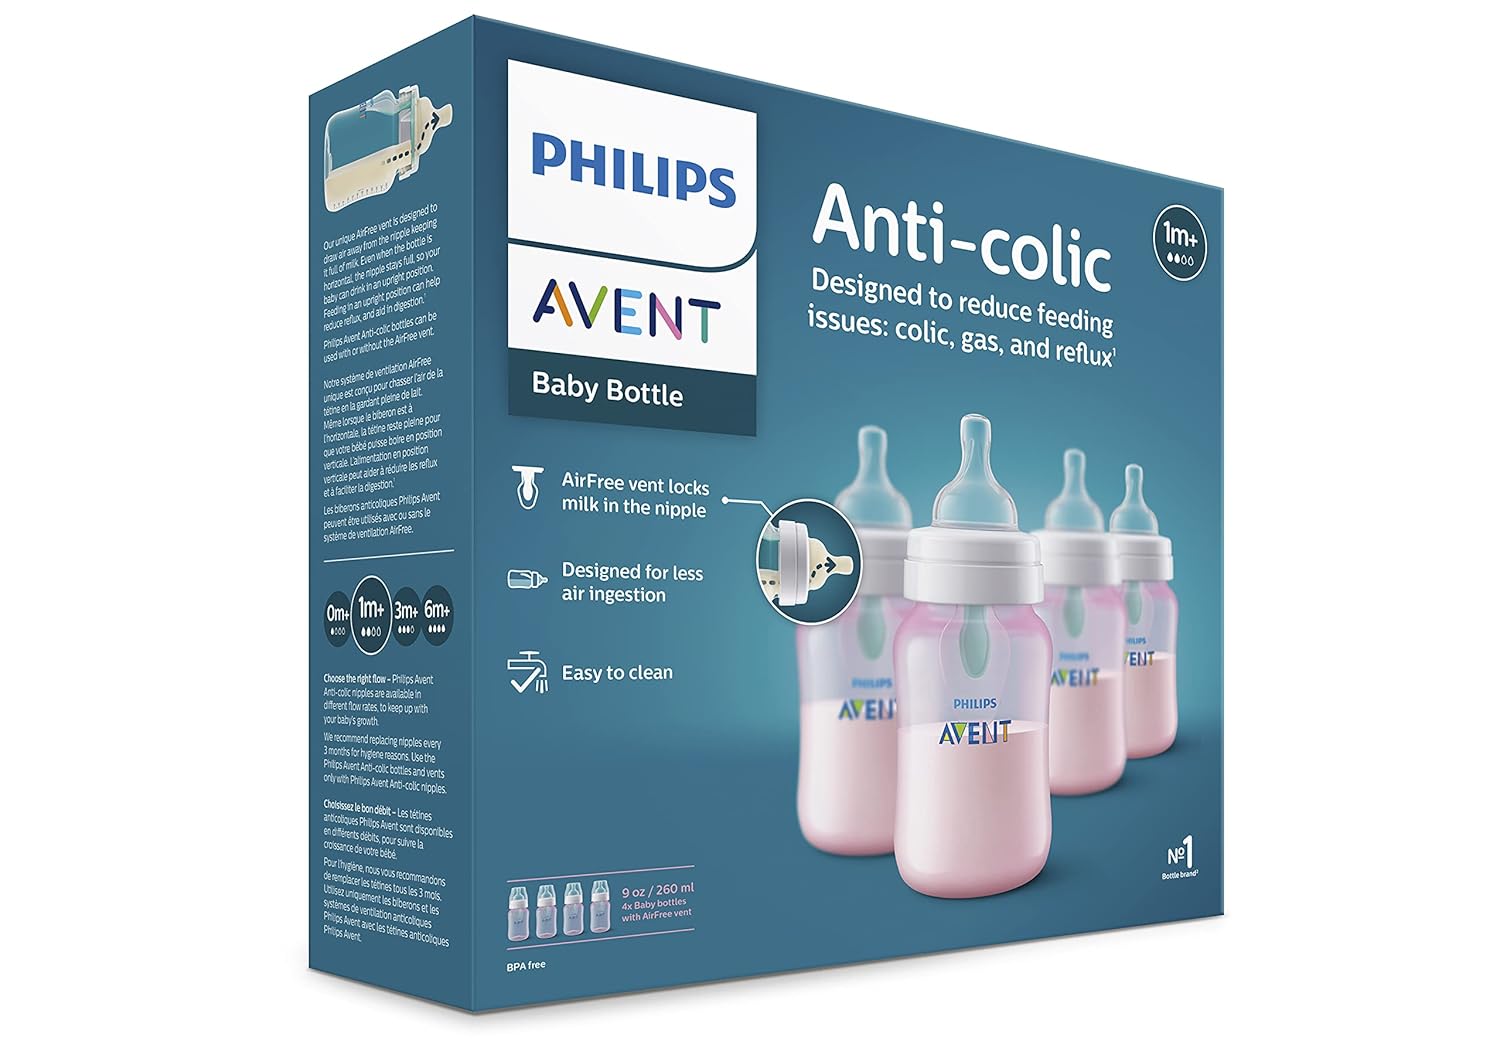 Our unique AirFree vent is designed to
draw air away from the nipple keeping
it full of milk. Even when the bottle is
horizontal, the nipple stays full, so your
baby can drink in an upright position.
Feeding in an upright position can help
reduce reflux, and aid in digestion.¹
Philips Avent Anti-colic bottles can be
used with or without the AirFree vent.
Notre système de ventilation AirFree
unique est conçu pour chasser l'air de la
tétine en la gardant pleine de lait.
Même lorsque le biberon est à
l'horizontale, la tétine reste pleine pour
que votre bébé puisse boire en position
verticale. L'alimentation en position
verticale peut aider à réduire les reflux
et à faciliter la digestion.¹
Les biberons anticoliques Philips Avent
peuvent être utilisés avec ou sans le
système de ventilation AirFree.
0m+ 1m+ 3m+ 6m+
Choose the right flow – Philips Avent
Anti-colic nipples are available in
different flow rates, to keep up with
your baby's growth.
We recommend replacing nipples every
3 months for hygiene reasons. Use the
Philips Avent Anti-colic bottles and vents
only with Philips Avent Anti-colic nipples.
Choisissez le bon débit – Les tétines
anticoliques Philips Avent sont disponibles
en différents débits, pour suivre la
croissance de votre bébé.
Pour l'hygiène, nous vous recommandons
de remplacer les tétines tous les 3 mois.
Utilisez uniquement les biberons et les
systèmes de ventilation anticoliques
Philips Avent avec les tétines anticoliques
Philips Avent.
PHILIPS
AVENT
Baby Bottle
Anti-colic
Designed to reduce feeding
issues: colic, gas, and reflux¹
1m+
AirFree vent locks
milk in the nipple
Designed for less
air ingestion
Easy to clean
PHILIPS
AVEN
PHILIPS
AVENT
PHILIPS
AVENT
HILIPS
VENT
9 oz / 260 ml
4x Baby bottles
with AirFree vent
BPA free
Nº1
Bottle brand²